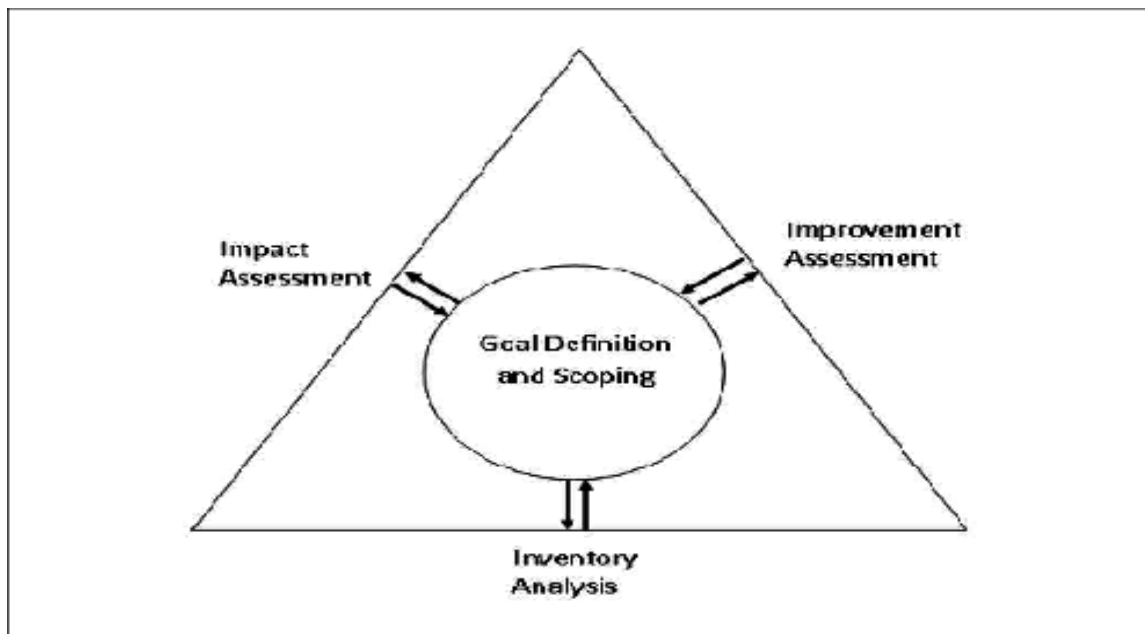 Impact
Assessment
Improvement
Assessment
Goal Definition
and Scoping
Inventory
Analysis